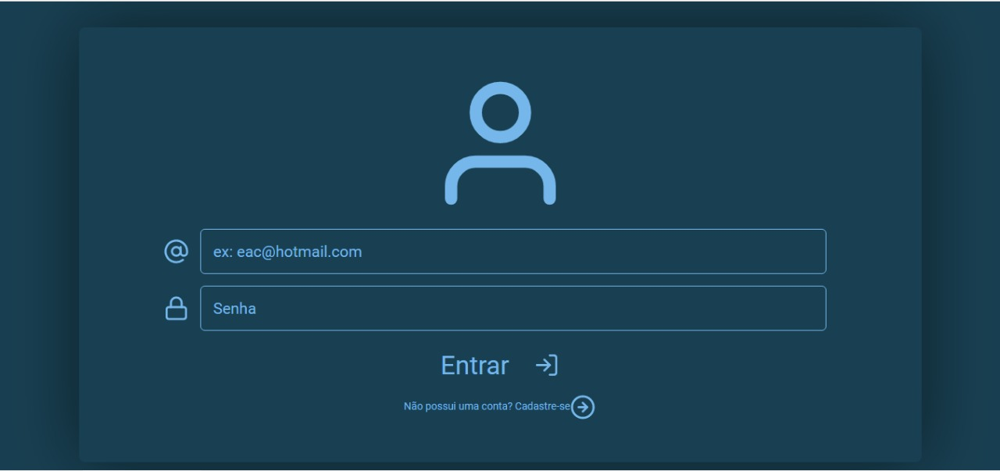 ex: eac@hotmail.com
Senha
Entrar
Não possui uma conta? Cadastre-se